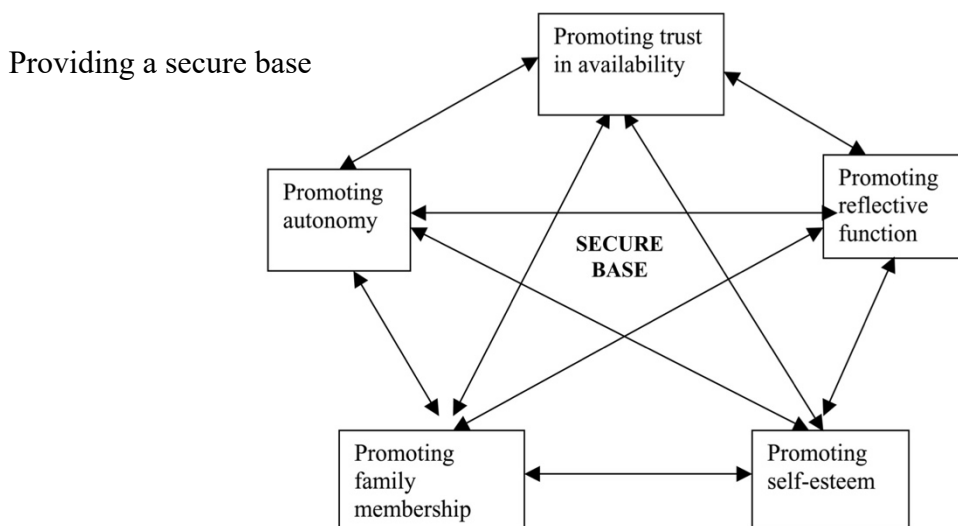 Providing a secure base
Promoting trust
in availability
Promoting
autonomy
Promoting
reflective
function
SECURE
BASE
Promoting
family
membership
Promoting
self-esteem